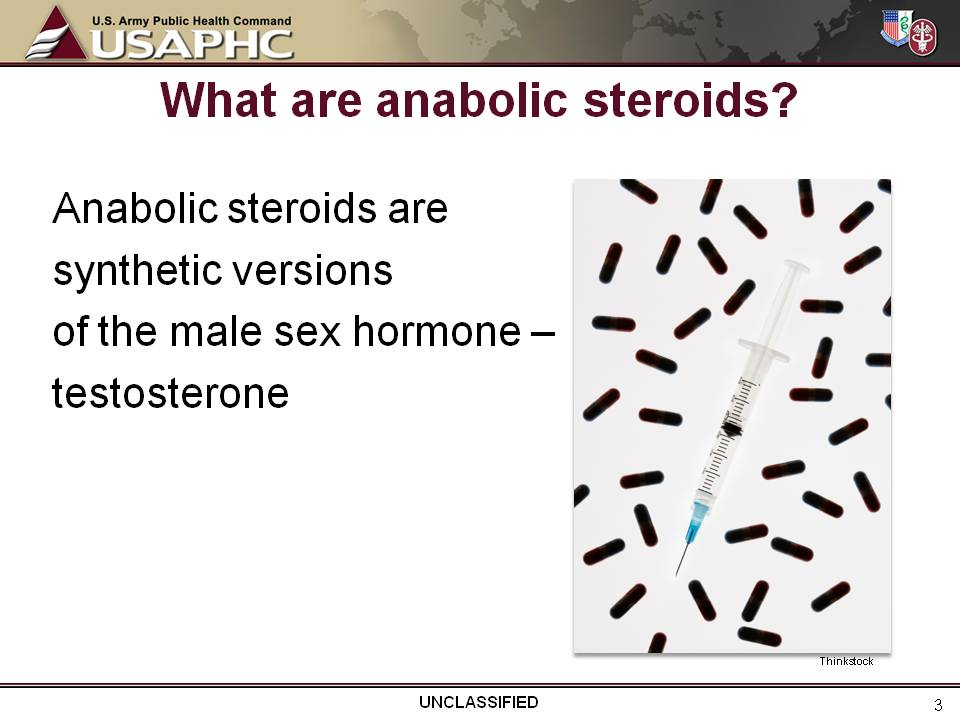 U.S. Army Public Health Command
USAPHC
What are anabolic steroids?
Anabolic steroids are
synthetic versions
of the male sex hormone –
testosterone
Thinkstock
UNCLASSIFIED
3